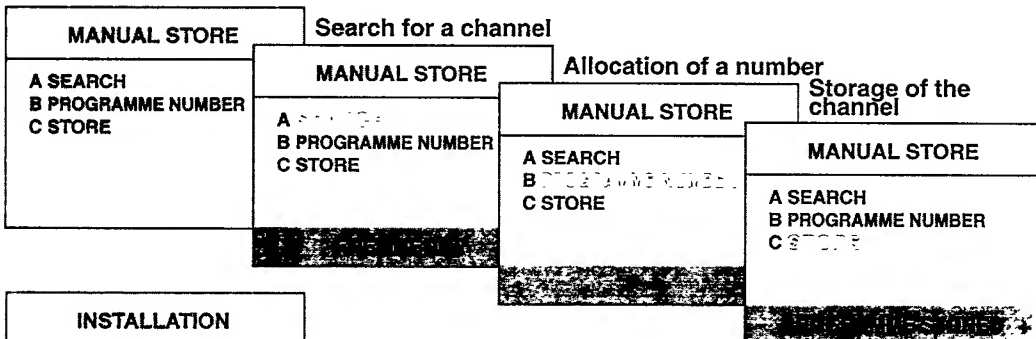 MANUAL STORE
A SEARCH
B PROGRAMME NUMBER
C STORE
Search for a channel
MANUAL STORE
A
B PROGRAMME NUMBER
C STORE
Allocation of a number
MANUAL STORE
A SEARCH
B
C STORE
Storage of the
channel
MANUAL STORE
A SEARCH
B PROGRAMME NUMBER
C STORE
INSTALLATION